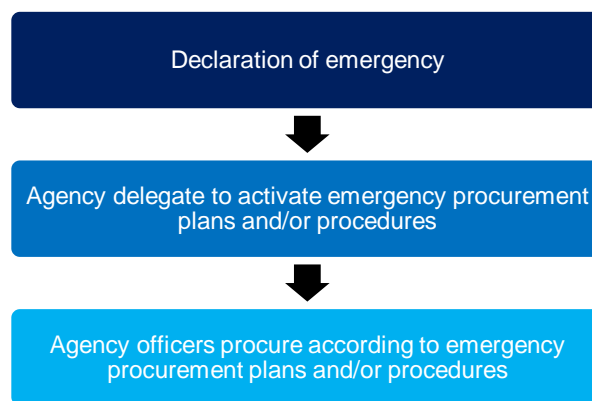 Declaration of emergency
Agency delegate to activate emergency procurement
plans and/or procedures
Agency officers procure according to emergency
procurement plans and/or procedures